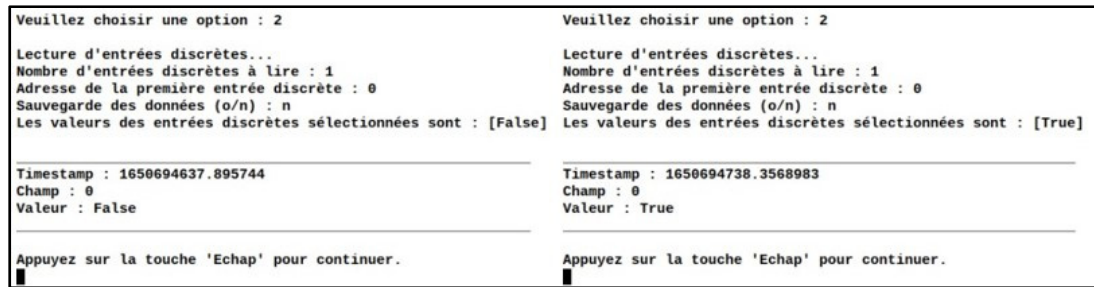 Veuillez choisir une option : 2
Lecture d'entrées discrètes...
Nombre d'entrées discrètes à lire : 1
Adresse de la première entrée discrète : 0
Sauvegarde des données (o/n) : n
Les valeurs des entrées discrètes sélectionnées sont : [False]
Timestamp : 1650694637.895744
Champ : 0
Valeur : False
Appuyez sur la touche 'Echap' pour continuer.
Veuillez choisir une option : 2
Lecture d'entrées discrètes...
Nombre d'entrées discrètes à lire : 1
Adresse de la première entrée discrète : 0
Sauvegarde des données (o/n) : n
Les valeurs des entrées discrètes sélectionnées sont : [True]
Timestamp : 1650694738.3568983
Champ : 0
Valeur : True
Appuyez sur la touche 'Echap' pour continuer.